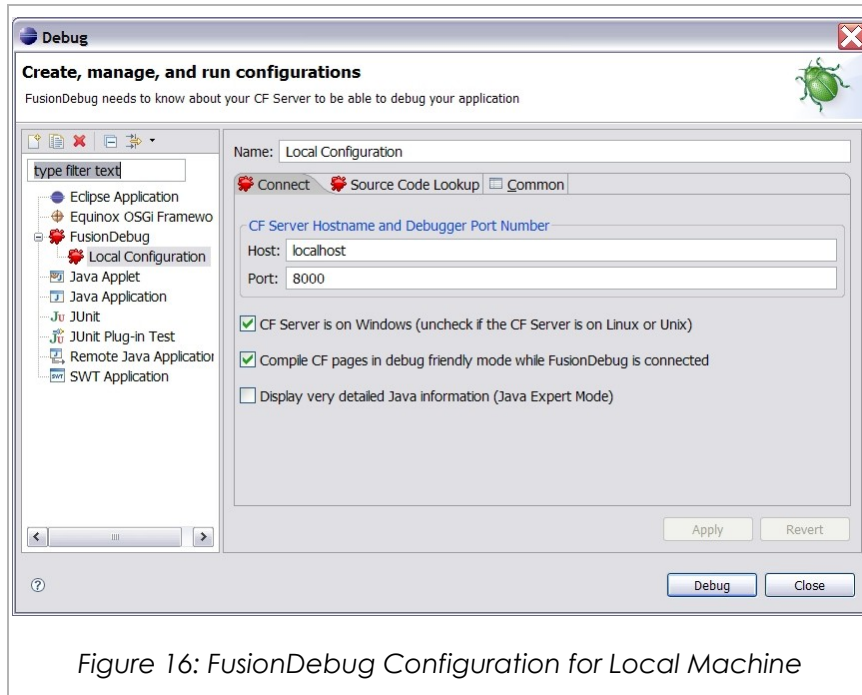 Debug
Create, manage, and run configurations
FusionDebug needs to know about your CF Server to be able to debug your application
type filter text
Eclipse Application
Equinox OSGi Framewo
FusionDebug
Local Configuration
Java Applet
Java Application
Ju JUnit
JUnit Plug-in Test
Remote Java Application
SWT Application
Name: Local Configuration
Connect Source Code Lookup Common
CF Server Hostname and Debugger Port Number
Host: localhost
Port: 8000
CF Server is on Windows (uncheck if the CF Server is on Linux or Unix)
Compile CF pages in debug friendly mode while FusionDebug is connected
Display very detailed Java information (Java Expert Mode)
Apply Revert
Debug Close
Figure 16: FusionDebug Configuration for Local Machine